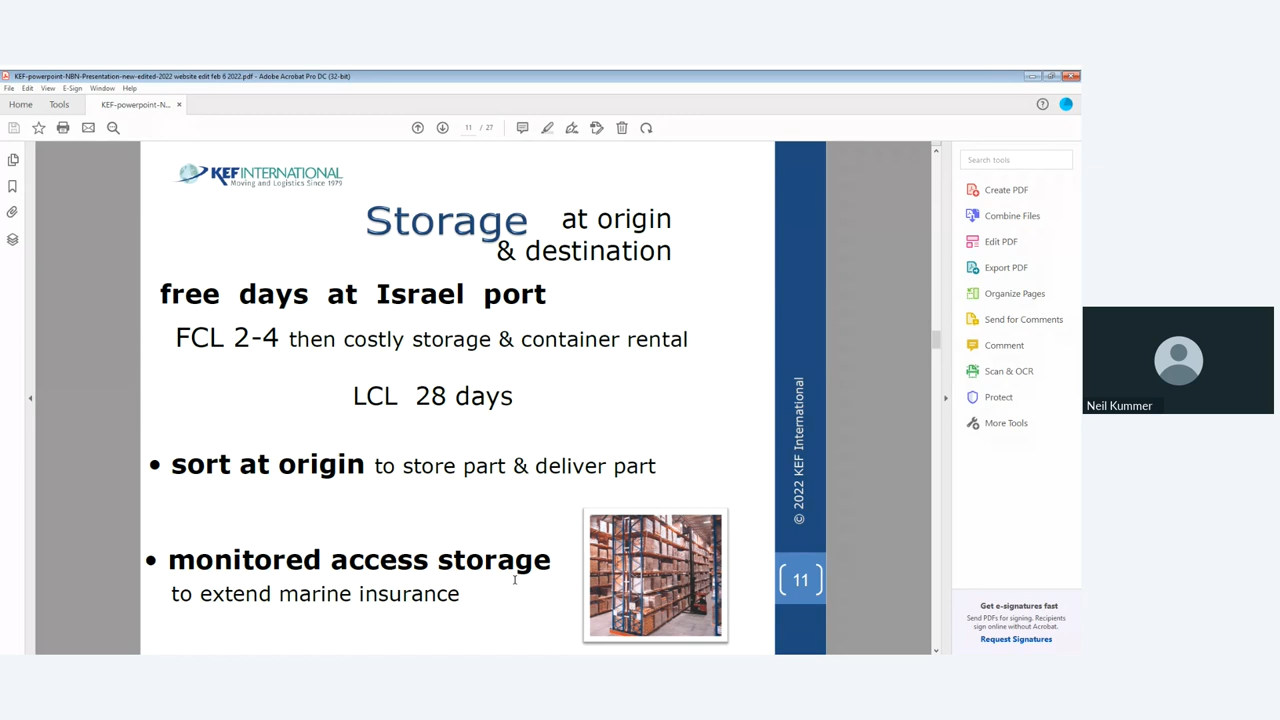 KEF-powerpoint-NBN-Presentation-new-edited-2022 website edit feb 6 2022.pdf - Adobe Acrobat Pro DC (32-bit)
File Edit View E-Sign Window Help
Home Tools KEF-powerpoint-N... ×
11 / 27
KEF INTERNATIONAL
Moving and Logistics Since 1979
Storage at origin
& destination
free days at Israel port
FCL 2-4 then costly storage & container rental
LCL 28 days
• sort at origin to store part & deliver part
• monitored access storage
to extend marine insurance
© 2022 KEF International
11
Search tools
Create PDF
Combine Files
Edit PDF
Export PDF
Organize Pages
Send for Comments
Comment
Scan & OCR
Protect
More Tools
Get e-signatures fast
Send PDFs for signing. Recipients
sign online without Acrobat.
Request Signatures
Neil Kummer